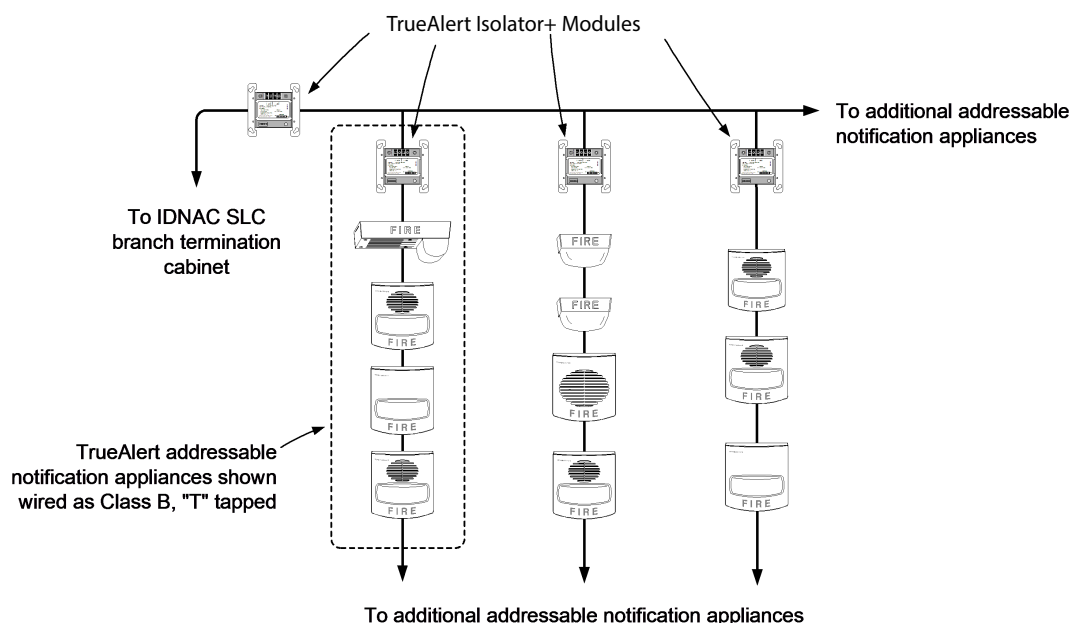 TrueAlert Isolator+ Modules
To additional addressable
notification appliances
To IDNAC SLC
branch termination
cabinet
FIRE
FIRE
FIRE
FIRE
FIRE
FIRE
FIRE
FIRE
FIRE
FIRE
FIRE
TrueAlert addressable
notification appliances shown
wired as Class B, "T" tapped
To additional addressable notification appliances